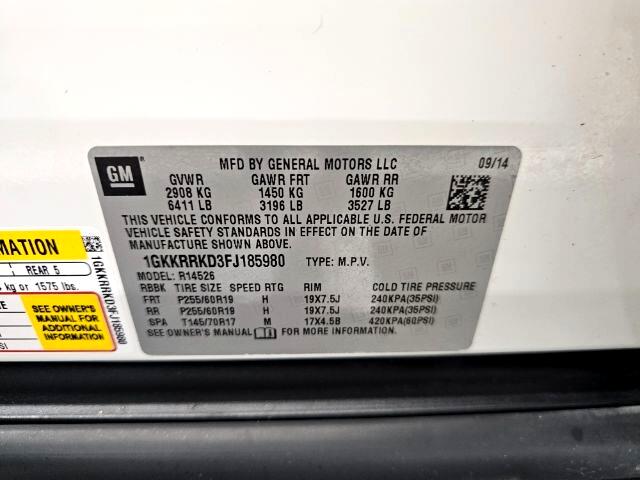 GM
MFD BY GENERAL MOTORS LLC 09/14
GVWR GAWR FRT GAWR RR
2908 KG 1450 KG 1600 KG
6411 LB 3196 LB 3527 LB
THIS VEHICLE CONFORMS TO ALL APPLICABLE U.S. FEDERAL MOTOR
VEHICLE SAFETY STANDARDS IN EFFECT ON THE DATE OF
MANUFACTURE SHOWN ABOVE.
1GKKRRKD3FJ185980 TYPE: M.P.V.
MODEL: R14526
RBBK TIRE SIZE SPEED RTG RIM COLD TIRE PRESSURE
FRT P255/60R19 H 19X7.5J 240KPA(35PSI)
RR P255/60R19 H 19X7.5J 240KPA(35PSI)
SPA T145/70R17 M 17X4.5B 420KPA(60PSI)
SEE OWNER'S MANUAL FOR MORE INFORMATION.
REAR 5
kg or 1575 lbs.
SEE OWNER'S
MANUAL FOR
ADDITIONAL
INFORMATION
1GKKRRKD3FJ185980